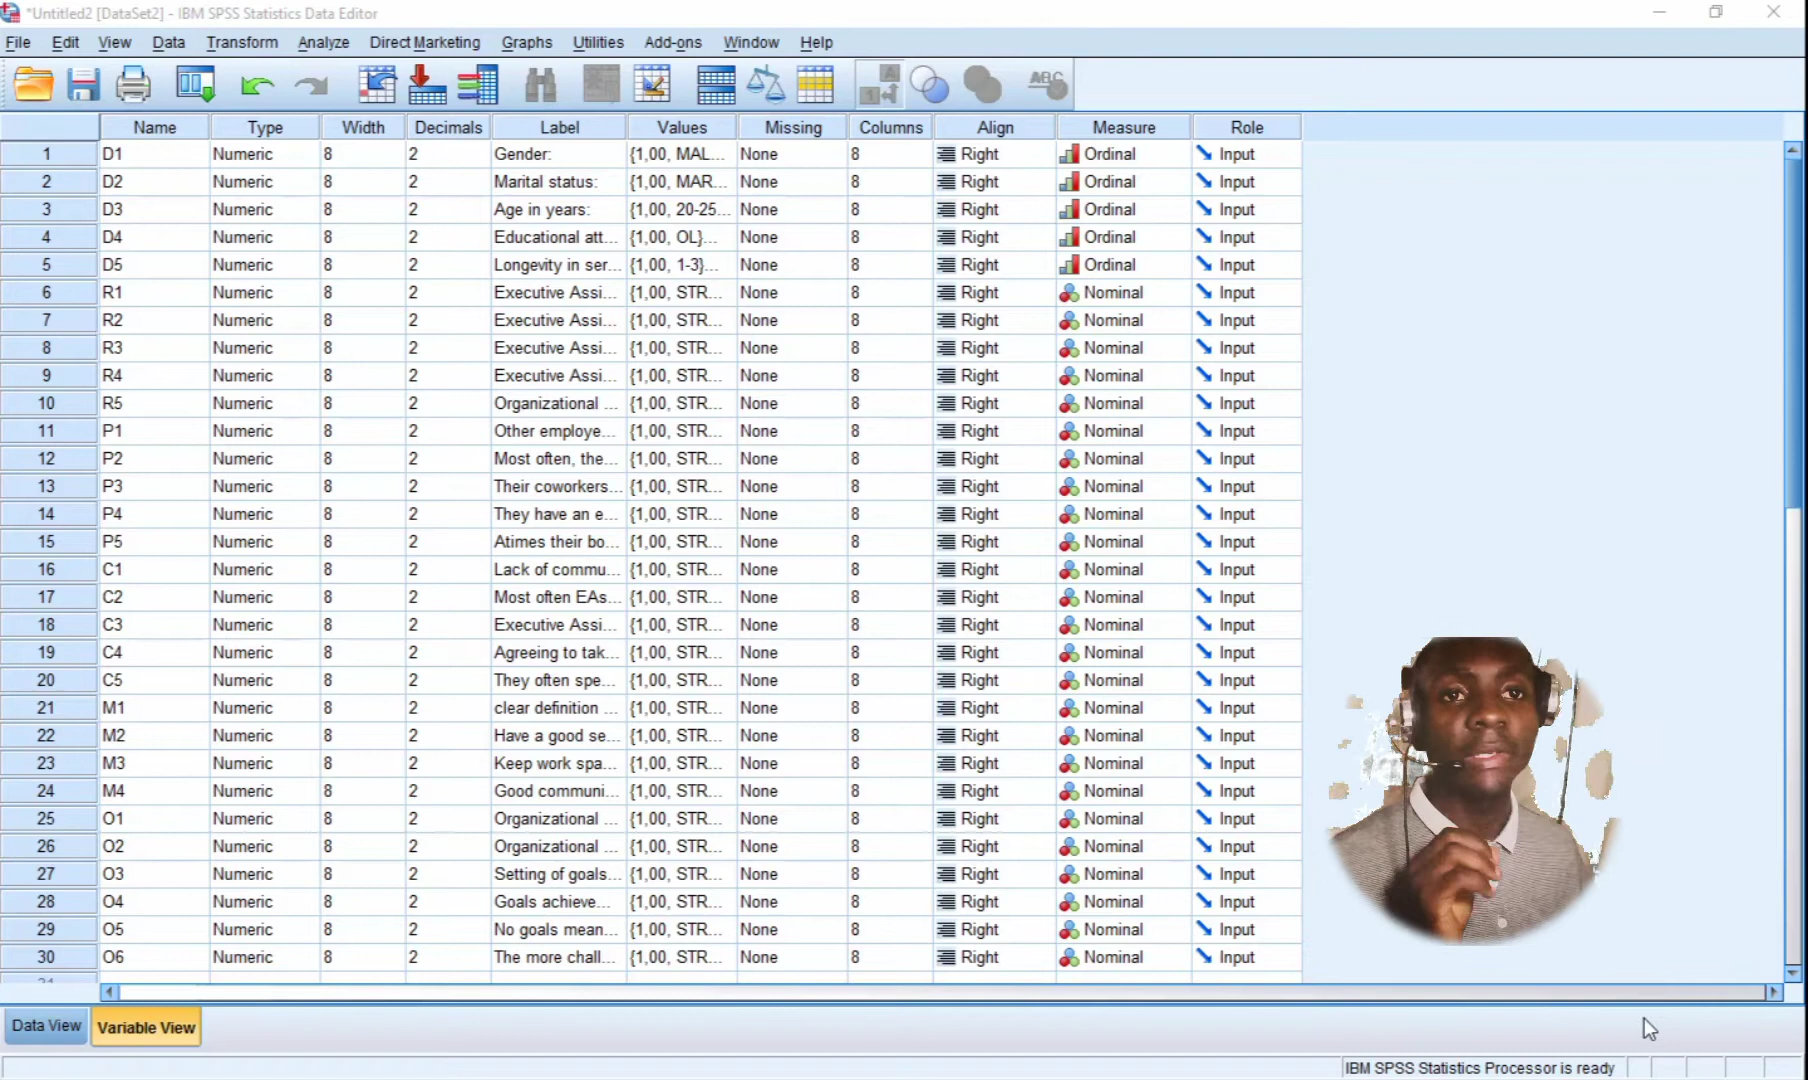 *Untitled2 [DataSet2] - IBM SPSS Statistics Data Editor
File Edit View Data Transform Analyze Direct Marketing Graphs Utilities Add-ons Window Help
Name Type Width Decimals Label Values Missing Columns Align Measure Role
1 D1 Numeric 8 2 Gender: {1,00, MAL... None 8 Right Ordinal Input
2 D2 Numeric 8 2 Marital status: {1,00, MAR... None 8 Right Ordinal Input
3 D3 Numeric 8 2 Age in years: {1,00, 20-25... None 8 Right Ordinal Input
4 D4 Numeric 8 2 Educational att... {1,00, OL}... None 8 Right Ordinal Input
5 D5 Numeric 8 2 Longevity in ser... {1,00, 1-3}... None 8 Right Ordinal Input
6 R1 Numeric 8 2 Executive Assi... {1,00, STR... None 8 Right Nominal Input
7 R2 Numeric 8 2 Executive Assi... {1,00, STR... None 8 Right Nominal Input
8 R3 Numeric 8 2 Executive Assi... {1,00, STR... None 8 Right Nominal Input
9 R4 Numeric 8 2 Executive Assi... {1,00, STR... None 8 Right Nominal Input
10 R5 Numeric 8 2 Organizational ... {1,00, STR... None 8 Right Nominal Input
11 P1 Numeric 8 2 Other employe... {1,00, STR... None 8 Right Nominal Input
12 P2 Numeric 8 2 Most often, the... {1,00, STR... None 8 Right Nominal Input
13 P3 Numeric 8 2 Their coworkers... {1,00, STR... None 8 Right Nominal Input
14 P4 Numeric 8 2 They have an e... {1,00, STR... None 8 Right Nominal Input
15 P5 Numeric 8 2 Atimes their bo... {1,00, STR... None 8 Right Nominal Input
16 C1 Numeric 8 2 Lack of commu... {1,00, STR... None 8 Right Nominal Input
17 C2 Numeric 8 2 Most often EAs... {1,00, STR... None 8 Right Nominal Input
18 C3 Numeric 8 2 Executive Assi... {1,00, STR... None 8 Right Nominal Input
19 C4 Numeric 8 2 Agreeing to tak... {1,00, STR... None 8 Right Nominal Input
20 C5 Numeric 8 2 They often spe... {1,00, STR... None 8 Right Nominal Input
21 M1 Numeric 8 2 clear definition ... {1,00, STR... None 8 Right Nominal Input
22 M2 Numeric 8 2 Have a good se... {1,00, STR... None 8 Right Nominal Input
23 M3 Numeric 8 2 Keep work spa... {1,00, STR... None 8 Right Nominal Input
24 M4 Numeric 8 2 Good communi... {1,00, STR... None 8 Right Nominal Input
25 O1 Numeric 8 2 Organizational ... {1,00, STR... None 8 Right Nominal Input
26 O2 Numeric 8 2 Organizational ... {1,00, STR... None 8 Right Nominal Input
27 O3 Numeric 8 2 Setting of goals... {1,00, STR... None 8 Right Nominal Input
28 O4 Numeric 8 2 Goals achieve... {1,00, STR... None 8 Right Nominal Input
29 O5 Numeric 8 2 No goals mean... {1,00, STR... None 8 Right Nominal Input
30 O6 Numeric 8 2 The more chall... {1,00, STR... None 8 Right Nominal Input
Data View Variable View
IBM SPSS Statistics Processor is ready